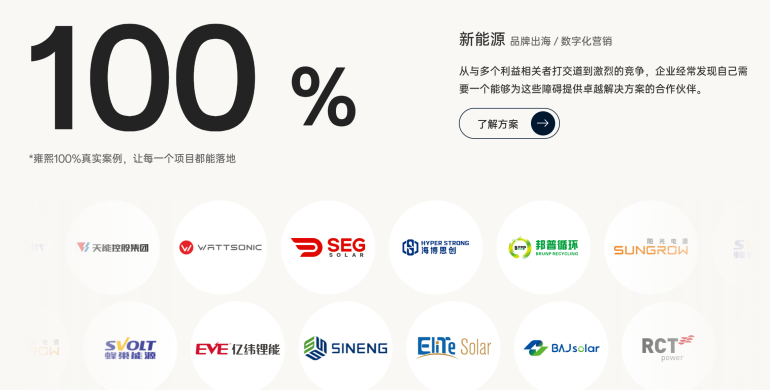 100 %
*雍熙100%真实案例，让每一个项目都能落地
新能源 品牌出海 / 数字化营销
从与多个利益相关者打交道到激烈的竞争，企业经常发现自己需
要一个能够为这些障碍提供卓越解决方案的合作伙伴。
了解方案
天能控股集团
WATTSONIC
SEG
SOLAR
HYPER STRONG
海博思创
邦普循环
BRUNP RECYCLING
阳光电源
SUNGROW
SVOLT
蜂巢能源
EVE 亿纬锂能
SINENG
Elite Solar
BAJsolar
RCT
power